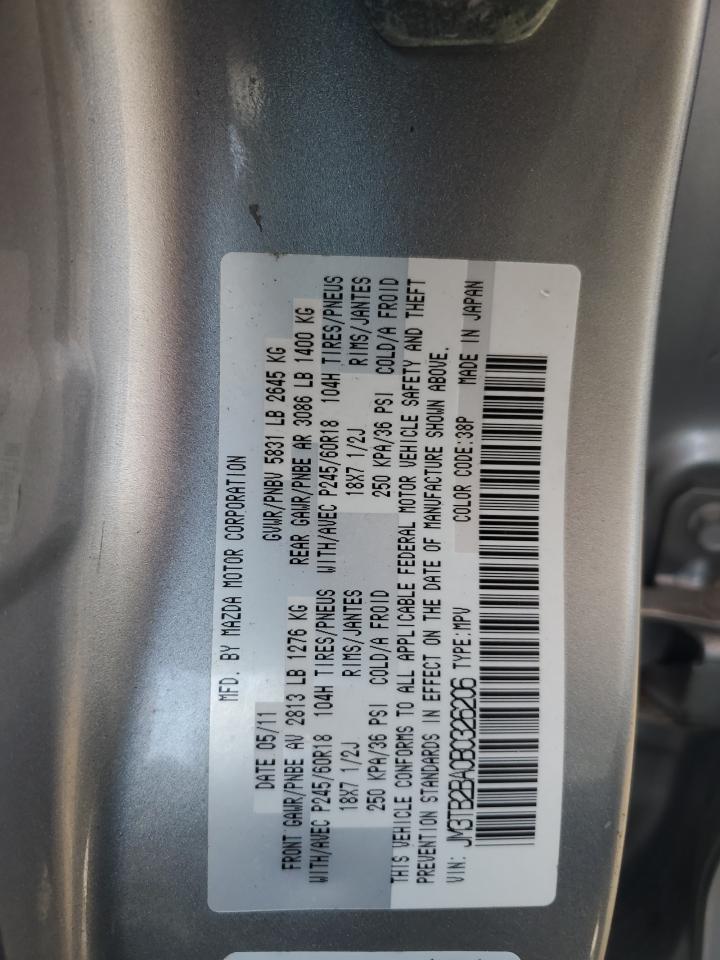 MFD. BY MAZDA MOTOR CORPORATION
DATE 05/11 GVWR/PNBV 5831 LB 2645 KG
FRONT GAWR/PNBE AV 2813 LB 1276 KG REAR GAWR/PNBE AR 3086 LB 1400 KG
WITH/AVEC P245/60R18 104H TIRES/PNEUS WITH/AVEC P245/60R18 104H TIRES/PNEUS
18X7 1/2J RIMS/JANTES 18X7 1/2J RIMS/JANTES
250 KPA/36 PSI COLD/A FROID 250 KPA/36 PSI COLD/A FROID
THIS VEHICLE CONFORMS TO ALL APPLICABLE FEDERAL MOTOR VEHICLE SAFETY AND THEFT
PREVENTION STANDARDS IN EFFECT ON THE DATE OF MANUFACTURE SHOWN ABOVE.
VIN: JM3TB2BA0B0326206 TYPE:MPV COLOR CODE:38P MADE IN JAPAN